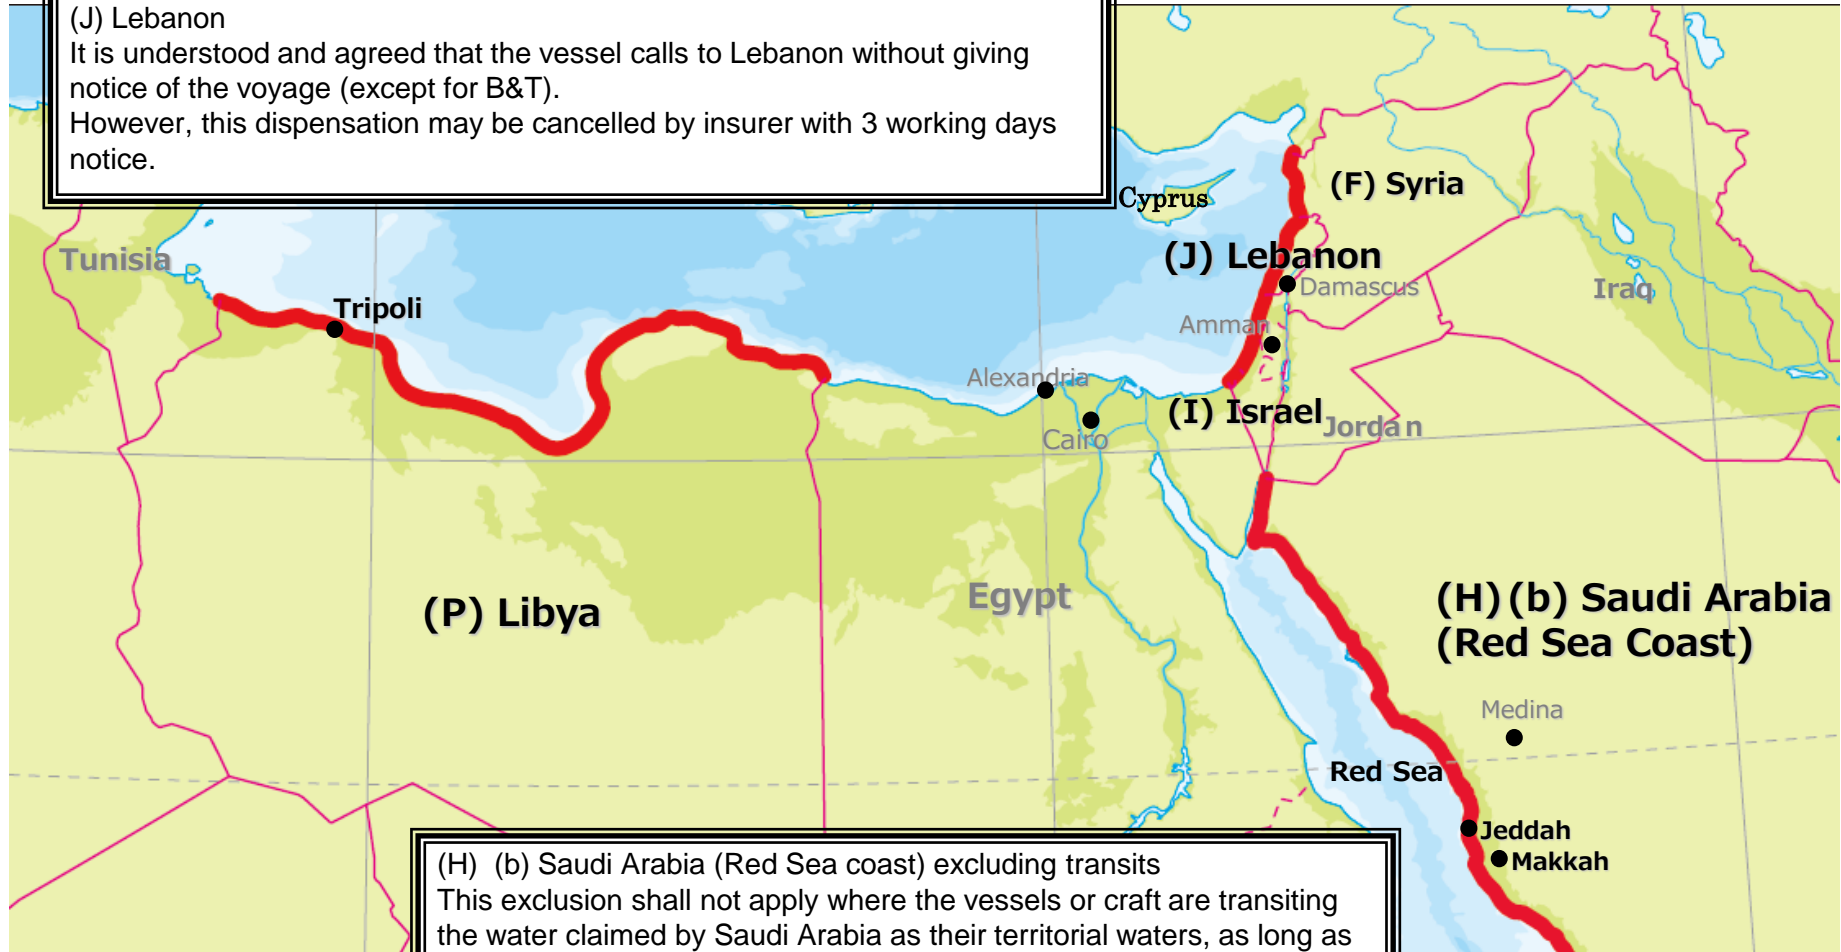 (J) Lebanon
It is understood and agreed that the vessel calls to Lebanon without giving
notice of the voyage (except for B&T).
However, this dispensation may be cancelled by insurer with 3 working days
notice.
Cyprus
(F) Syria
Tunisia
(J) Lebanon
Damascus
Iraq
Tripoli
Amman
Alexandria
(I) Israel
Jordan
Cairo
Egypt
(P) Libya
(H) (b) Saudi Arabia
(Red Sea Coast)
Medina
Red Sea
Jeddah
Makkah
(H) (b) Saudi Arabia (Red Sea coast) excluding transits
This exclusion shall not apply where the vessels or craft are transiting
the water claimed by Saudi Arabia as their territorial waters, as long as